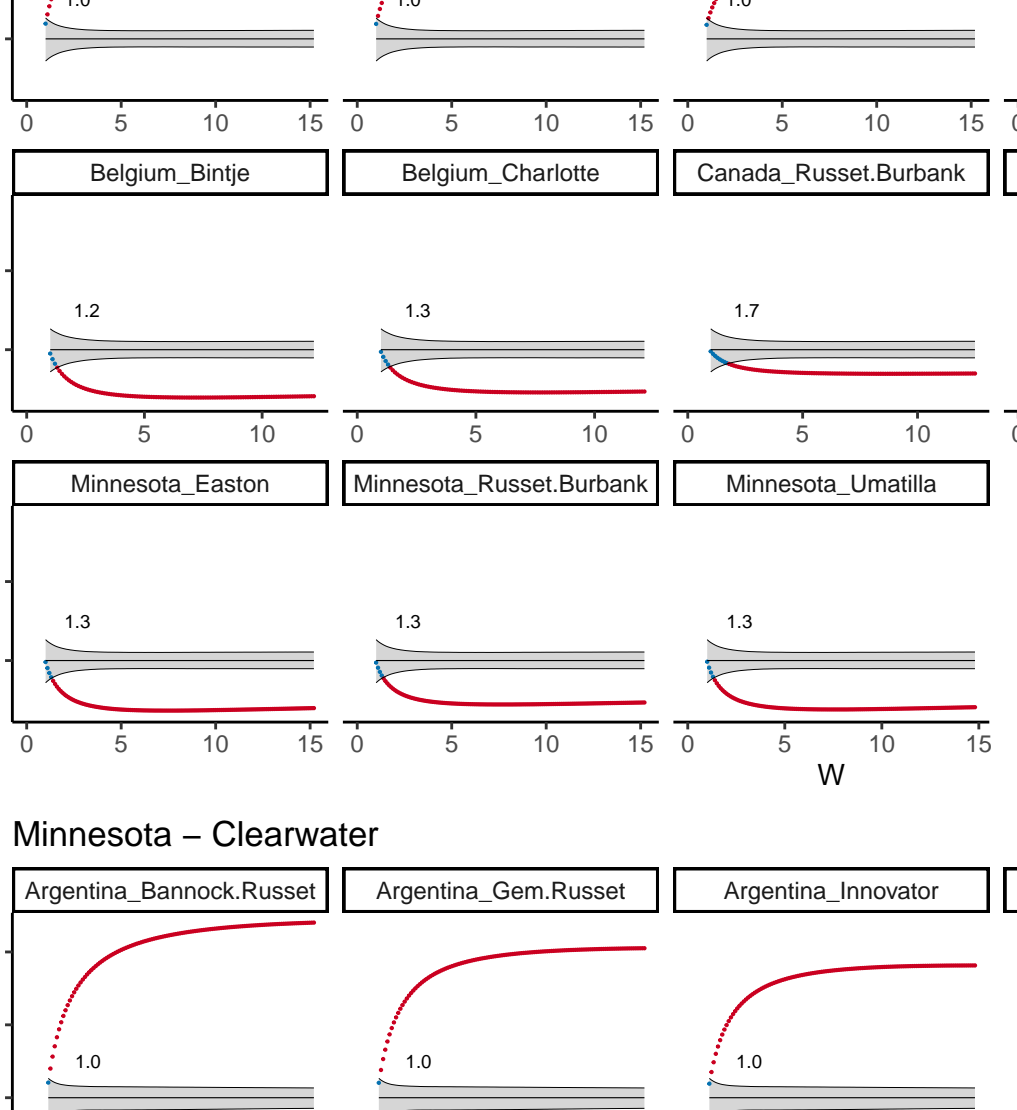 1.0 1.0 1.0
0 5 10 15 0 5 10 15 0 5 10 15
Belgium_Bintje Belgium_Charlotte Canada_Russet.Burbank
1.2 1.3 1.7
0 5 10 0 5 10 0 5 10
Minnesota_Easton Minnesota_Russet.Burbank Minnesota_Umatilla
1.3 1.3 1.3
0 5 10 15 0 5 10 15 0 5 10 15
W
Minnesota – Clearwater
Argentina_Bannock.Russet Argentina_Gem.Russet Argentina_Innovator
1.0 1.0 1.0